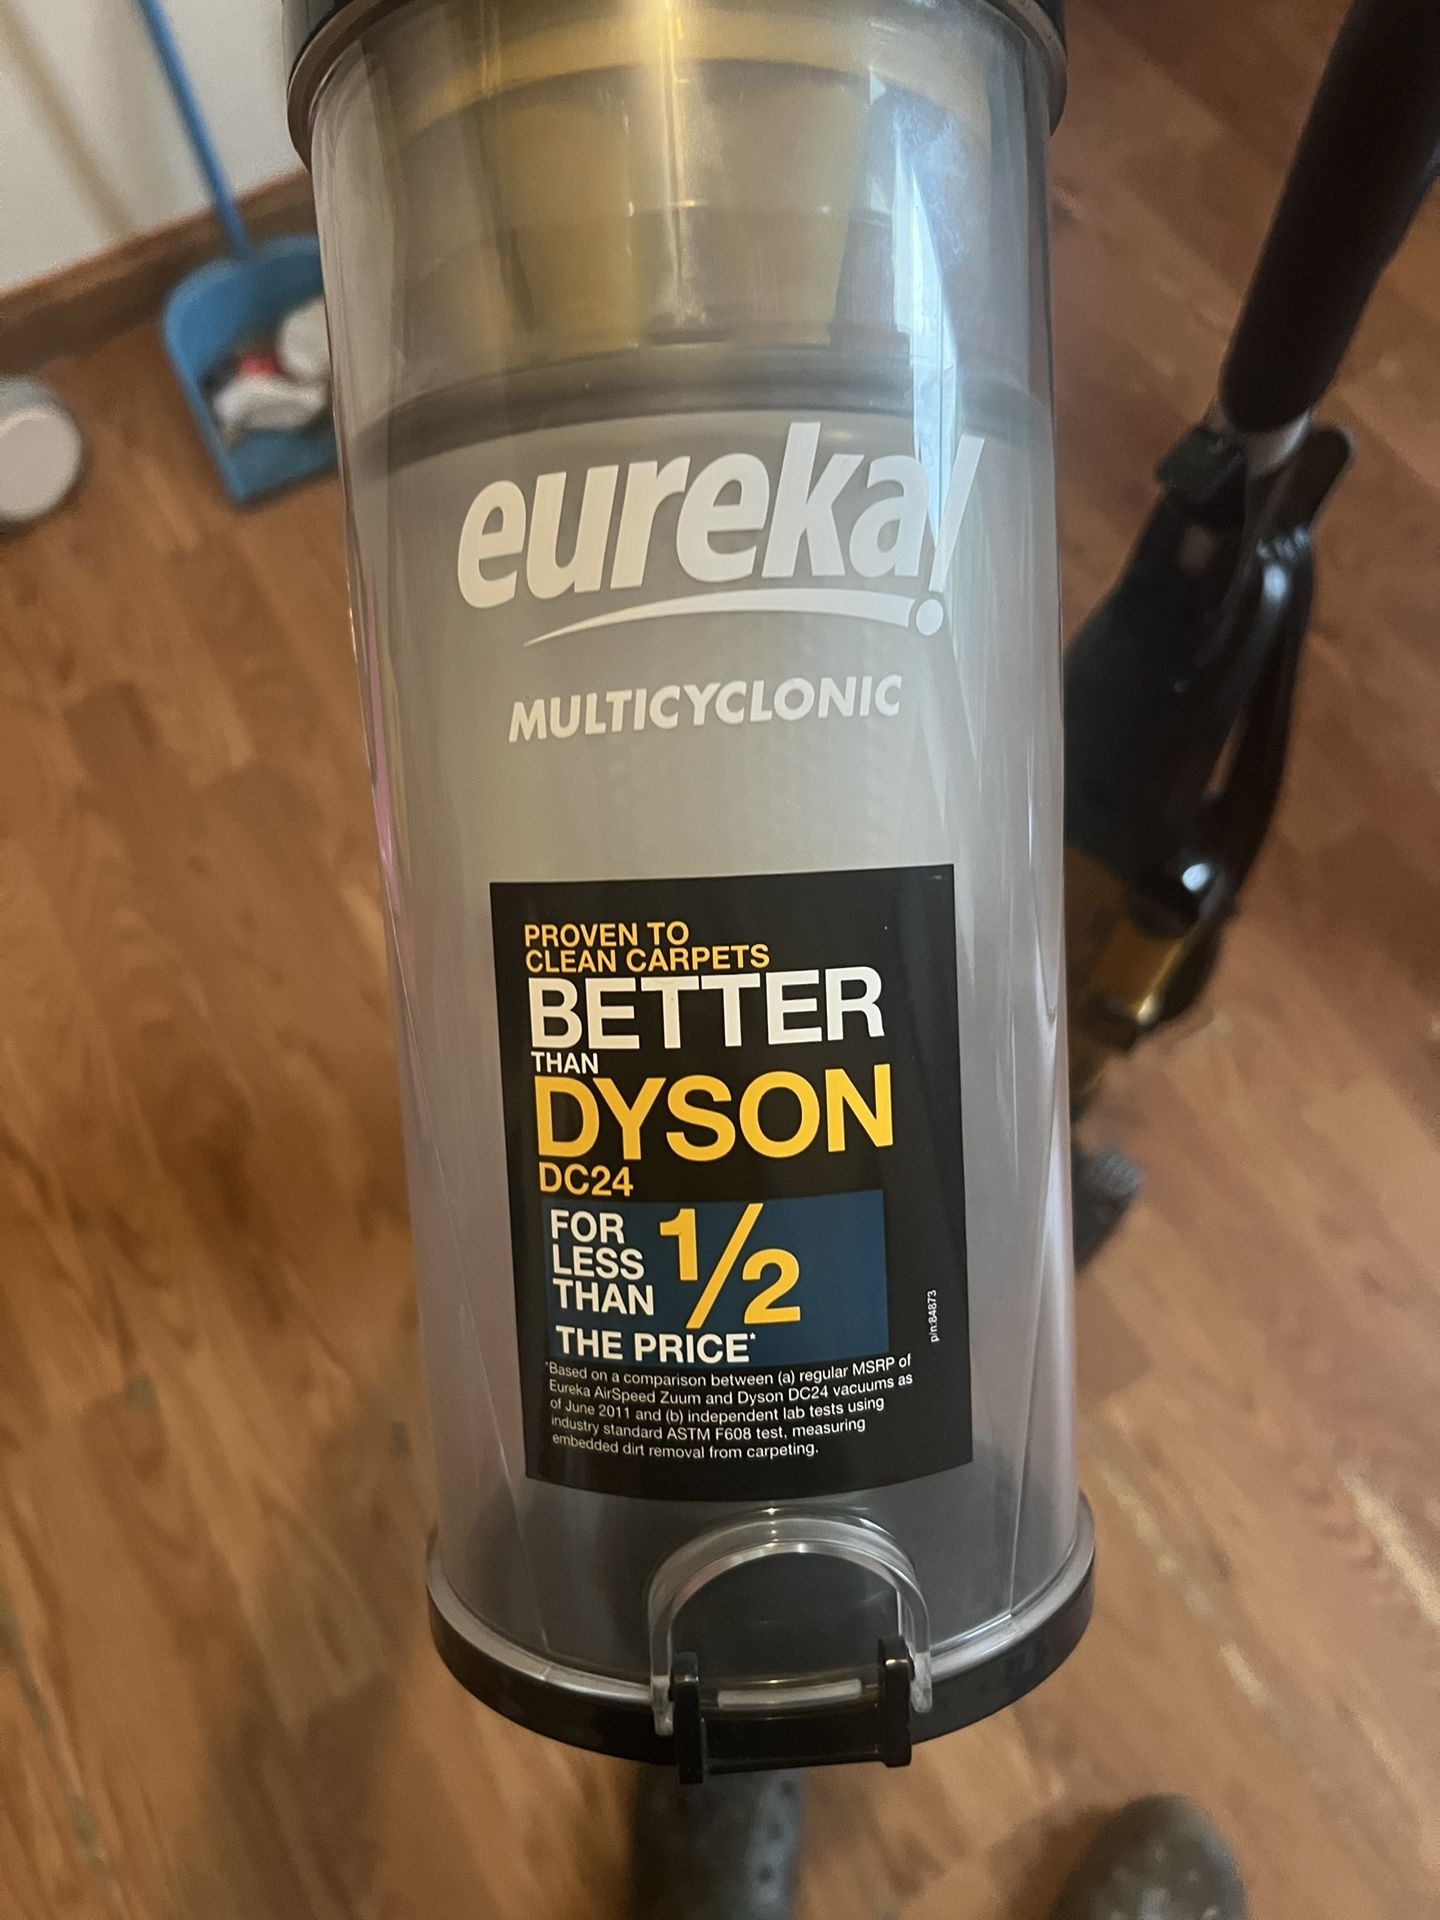 eureka!
MULTICYCLONIC
PROVEN TO
CLEAN CARPETS
BETTER
THAN
DYSON
DC24
FOR
LESS
THAN
1/2
THE PRICE*
*Based on a comparison between (a) regular MSRP of
Eureka AirSpeed Zuum and Dyson DC24 vacuums as
of June 2011 and (b) independent lab tests using
industry standard ASTM F608 test, measuring
embedded dirt removal from carpeting.
p/n:84873